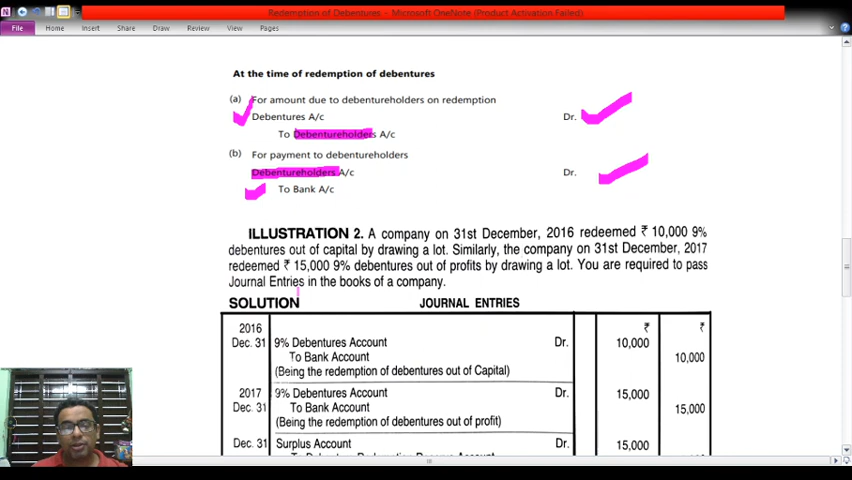 Redemption of Debentures - Microsoft OneNote (Product Activation Failed)
File Home Insert Share Draw Review View Pages
At the time of redemption of debentures
(a) For amount due to debentureholders on redemption
Debentures A/c Dr.
To Debentureholders A/c
(b) For payment to debentureholders
Debentureholders A/c Dr.
To Bank A/c
ILLUSTRATION 2. A company on 31st December, 2016 redeemed ₹ 10,000 9%
debentures out of capital by drawing a lot. Similarly, the company on 31st December, 2017
redeemed ₹ 15,000 9% debentures out of profits by drawing a lot. You are required to pass
Journal Entries in the books of a company.
SOLUTION JOURNAL ENTRIES
2016 ₹ ₹
Dec. 31 9% Debentures Account Dr. 10,000
To Bank Account 10,000
(Being the redemption of debentures out of Capital)
2017 9% Debentures Account Dr. 15,000
Dec. 31 To Bank Account 15,000
(Being the redemption of debentures out of profit)
Dec. 31 Surplus Account Dr. 15,000